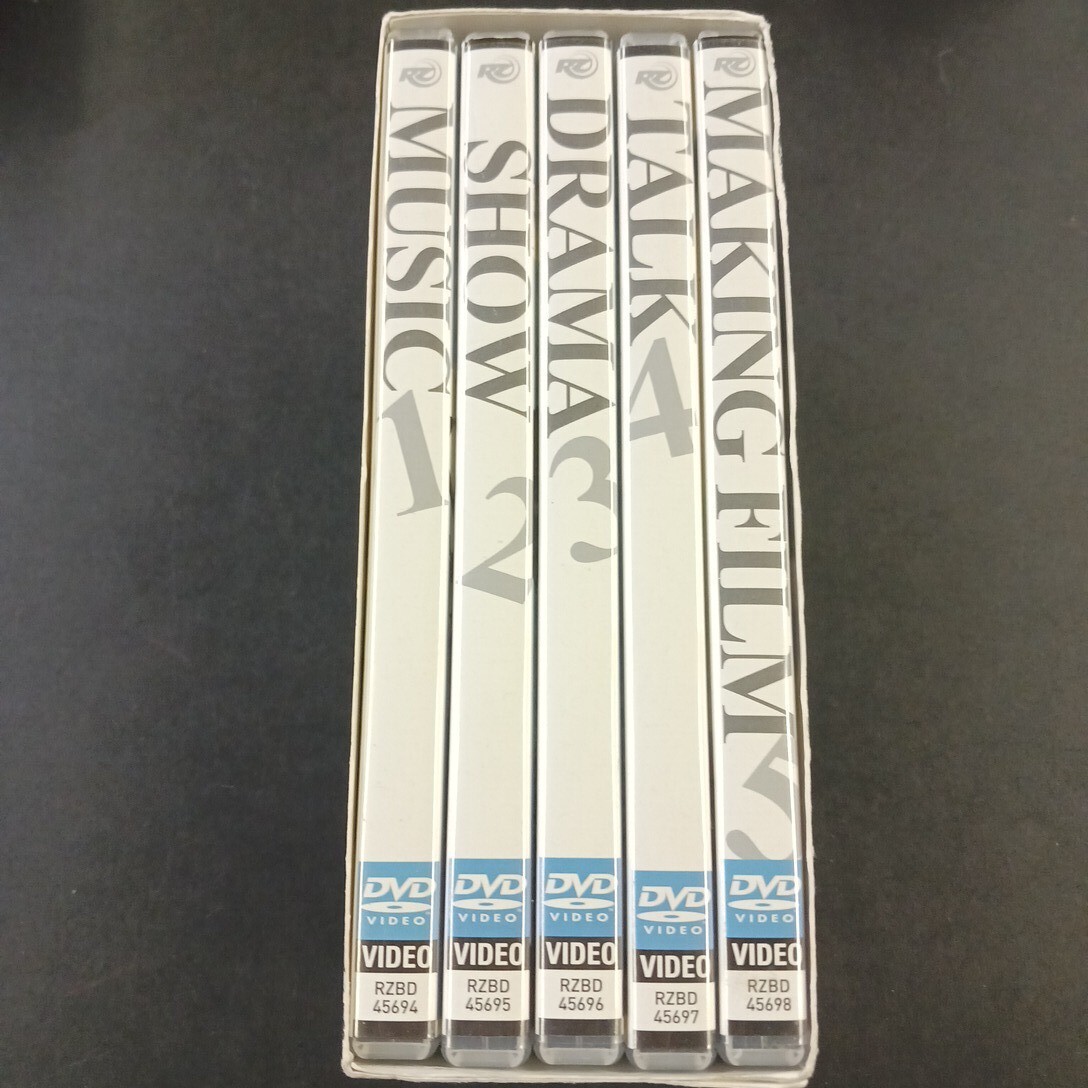 RZ
MUSIC
1
DVD
VIDEO
VIDEO
RZBD
45694
RZ
SHOW
2
DVD
VIDEO
VIDEO
RZBD
45695
RZ
DRAMA
3
DVD
VIDEO
VIDEO
RZBD
45696
RZ
TALK
4
DVD
VIDEO
VIDEO
RZBD
45697
RZ
MAKING FILM
5
DVD
VIDEO
VIDEO
RZBD
45698